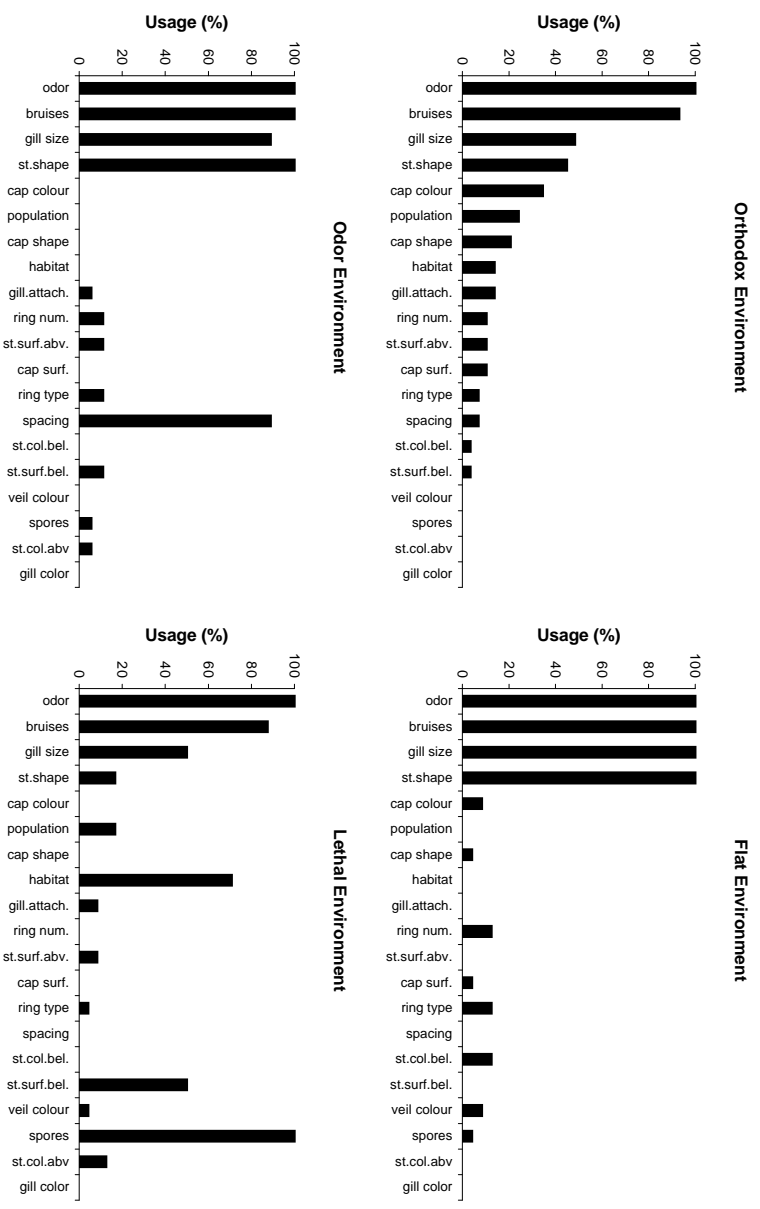 Orthodox Environment
Usage (%)
0
20
40
60
80
100
odor
bruises
gill size
st.shape
cap colour
population
cap shape
habitat
gill.attach.
ring num.
st.surf.abv.
cap surf.
ring type
spacing
st.col.bel.
st.surf.bel.
veil colour
spores
st.col.abv
gill color
Flat Environment
Usage (%)
0
20
40
60
80
100
odor
bruises
gill size
st.shape
cap colour
population
cap shape
habitat
gill.attach.
ring num.
st.surf.abv.
cap surf.
ring type
spacing
st.col.bel.
st.surf.bel.
veil colour
spores
st.col.abv
gill color
Odor Environment
Usage (%)
0
20
40
60
80
100
odor
bruises
gill size
st.shape
cap colour
population
cap shape
habitat
gill.attach.
ring num.
st.surf.abv.
cap surf.
ring type
spacing
st.col.bel.
st.surf.bel.
veil colour
spores
st.col.abv
gill color
Lethal Environment
Usage (%)
0
20
40
60
80
100
odor
bruises
gill size
st.shape
cap colour
population
cap shape
habitat
gill.attach.
ring num.
st.surf.abv.
cap surf.
ring type
spacing
st.col.bel.
st.surf.bel.
veil colour
spores
st.col.abv
gill color